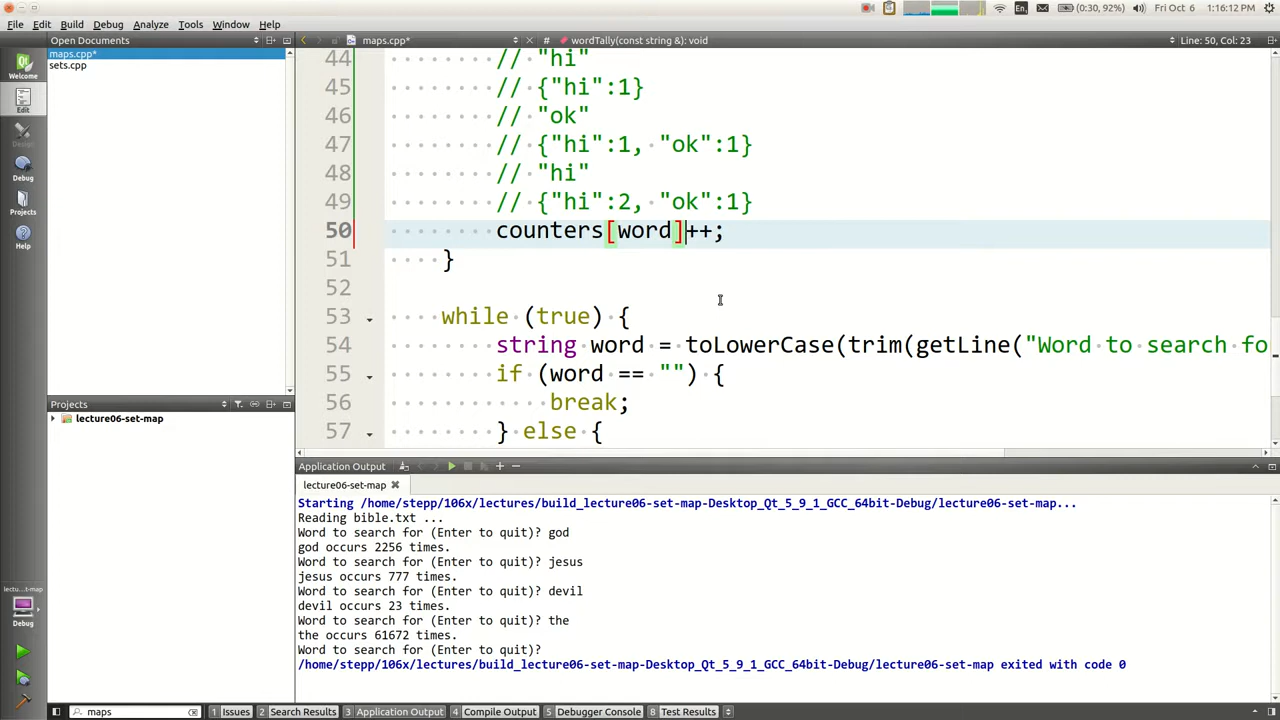 (0:30, 92%) Fri Oct 6 1:16:12
File Edit Build Debug Analyze Tools Window Help
Open Documents
maps.cpp* # wordTally(const string &): void Line: 50, Col: 23
maps.cpp*
sets.cpp
Welcome
Edit
Design
Debug
Projects
Help
44 // "hi"
45 // {"hi":1}
46 // "ok"
47 // {"hi":1, "ok":1}
48 // "hi"
49 // {"hi":2, "ok":1}
50 counters[word]++;
51 }
52
53 while (true) {
54 string word = toLowerCase(trim(getLine("Word to search fo
55 if (word == "") {
56 break;
57 } else {
Projects
lecture06-set-map
Application Output
lecture06-set-map
Starting /home/stepp/106x/lectures/build_lecture06-set-map-Desktop_Qt_5_9_1_GCC_64bit-Debug/lecture06-set-map...
Reading bible.txt ...
Word to search for (Enter to quit)? god
god occurs 2256 times.
Word to search for (Enter to quit)? jesus
jesus occurs 777 times.
Word to search for (Enter to quit)? devil
devil occurs 23 times.
Word to search for (Enter to quit)? the
the occurs 61672 times.
Word to search for (Enter to quit)?
/home/stepp/106x/lectures/build_lecture06-set-map-Desktop_Qt_5_9_1_GCC_64bit-Debug/lecture06-set-map exited with code 0
lectu...t-map
Debug
maps
1 Issues 2 Search Results 3 Application Output 4 Compile Output 5 Debugger Console 8 Test Results